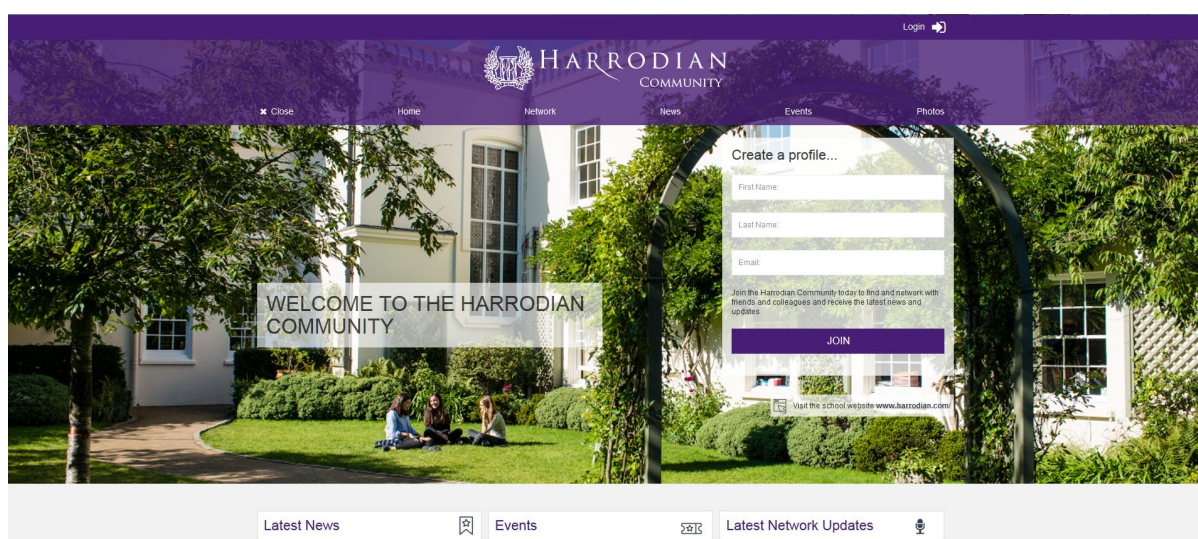 Login
HARRODIAN
COMMUNITY
✖ Close Home Network News Events Photos
Create a profile...
First Name:
Last Name:
Email:
Join the Harrodian Community today to find and network with
friends and colleagues and receive the latest news and
updates
JOIN
WELCOME TO THE HARRODIAN
COMMUNITY
Visit the school website www.harrodian.com/
Latest News
Events
Latest Network Updates